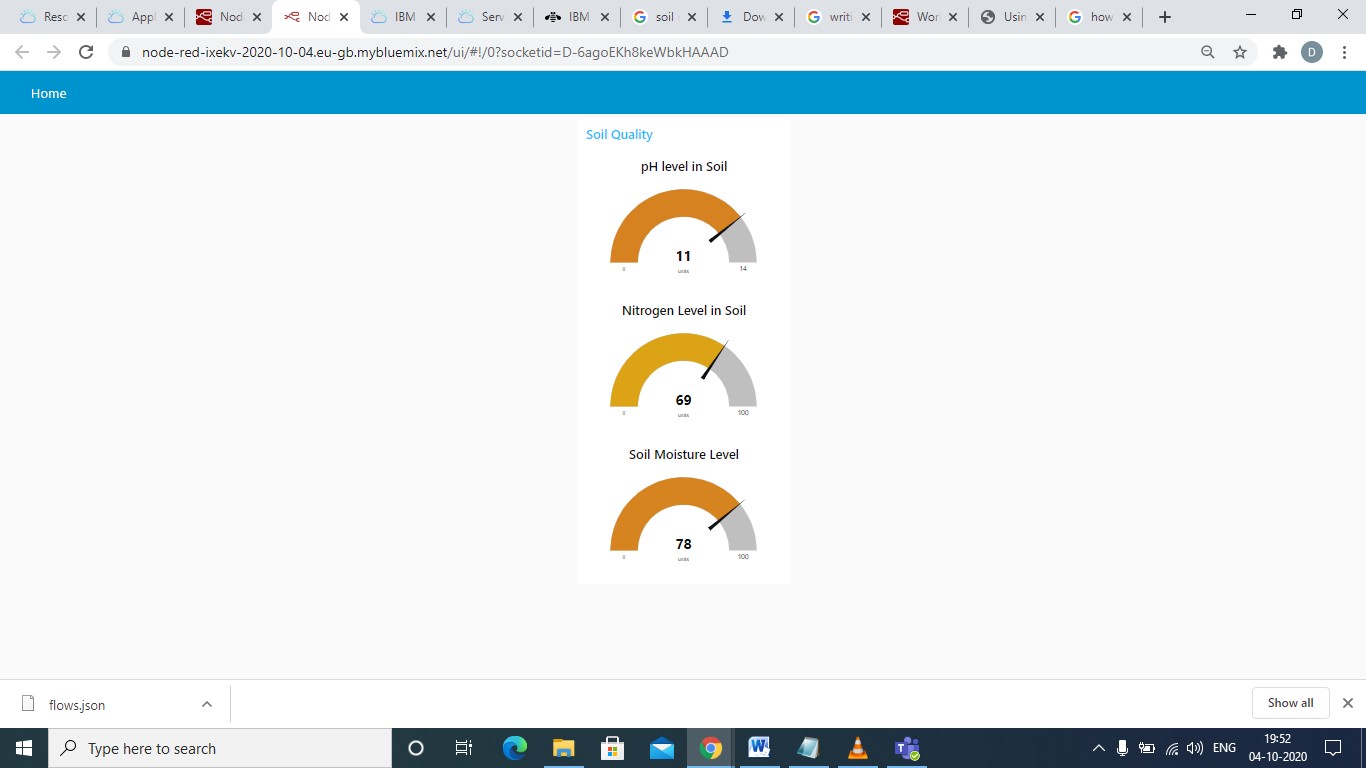 Resc
Appl
Nod
Nod
IBM
Serv
IBM
soil
Dow
writi
Wor
Usin
how
node-red-ixekv-2020-10-04.eu-gb.mybluemix.net/ui/#!/0?socketid=D-6agoEKh8keWbkHAAAD
D
Home
Soil Quality
pH level in Soil
11
units
0
14
Nitrogen Level in Soil
69
units
0
100
Soil Moisture Level
78
units
0
100
flows.json
Show all
Type here to search
ENG
19:52
04-10-2020